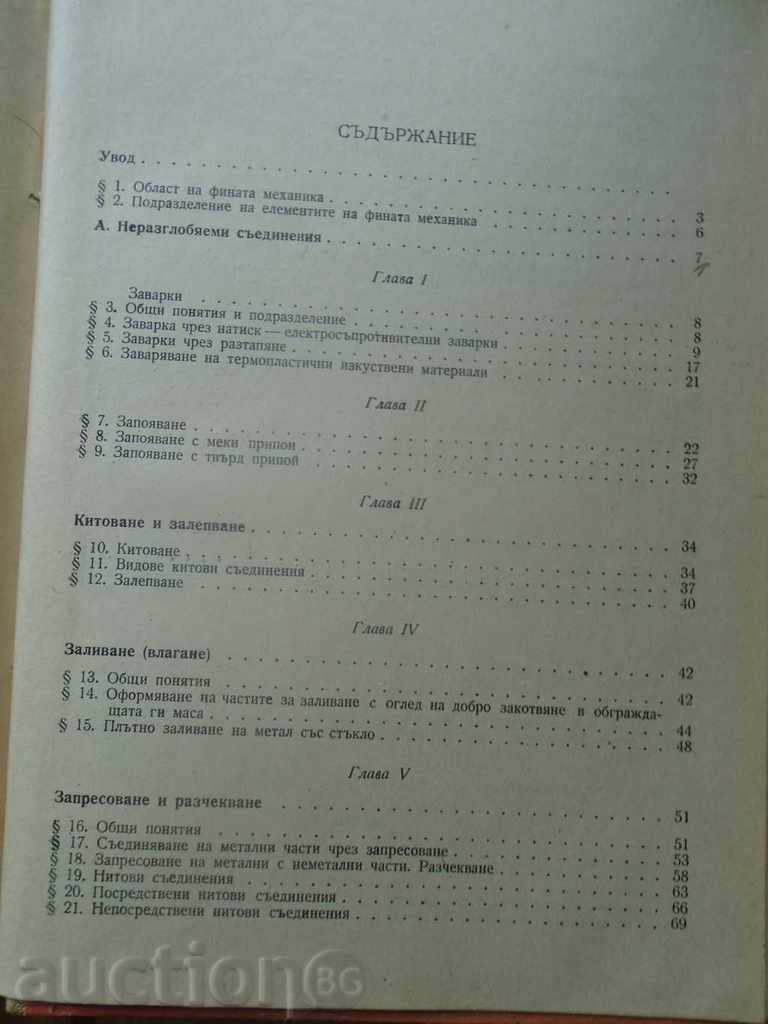 СЪДЪРЖАНИЕ
Увод
§ 1. Област на фината механика 3
§ 2. Подразделение на елементите на фината механика 6
А. Неразглобяеми съединения 7
Глава I
Заварки 8
§ 3. Общи понятия и подразделение 8
§ 4. Заварка чрез натиск — електросъпротивителни заварки 9
§ 5. Заварки чрез разтапяне 17
§ 6. Заваряване на термопластични изкуствени материали 21
Глава II
§ 7. Запояване 22
§ 8. Запояване с меки припои 27
§ 9. Запояване с твърд припой 32
Глава III
Китоване и залепване 34
§ 10. Китоване 34
§ 11. Видове китови съединения 37
§ 12. Залепване 40
Глава IV
Заливане (влагане) 42
§ 13. Общи понятия 42
§ 14. Оформяване на частите за заливане с оглед на добро закотвяне в обгражда-
щата ги маса 44
§ 15. Плътно заливане на метал със стъкло 48
Глава V
Запресоване и разчекване 51
§ 16. Общи понятия 51
§ 17. Съединяване на метални части чрез запресоване 53
§ 18. Запресоване на метални с неметални части. Разчекване 58
§ 19. Нитови съединения 63
§ 20. Посредствени нитови съединения 66
§ 21. Непосредствени нитови съединения 69
auction BG